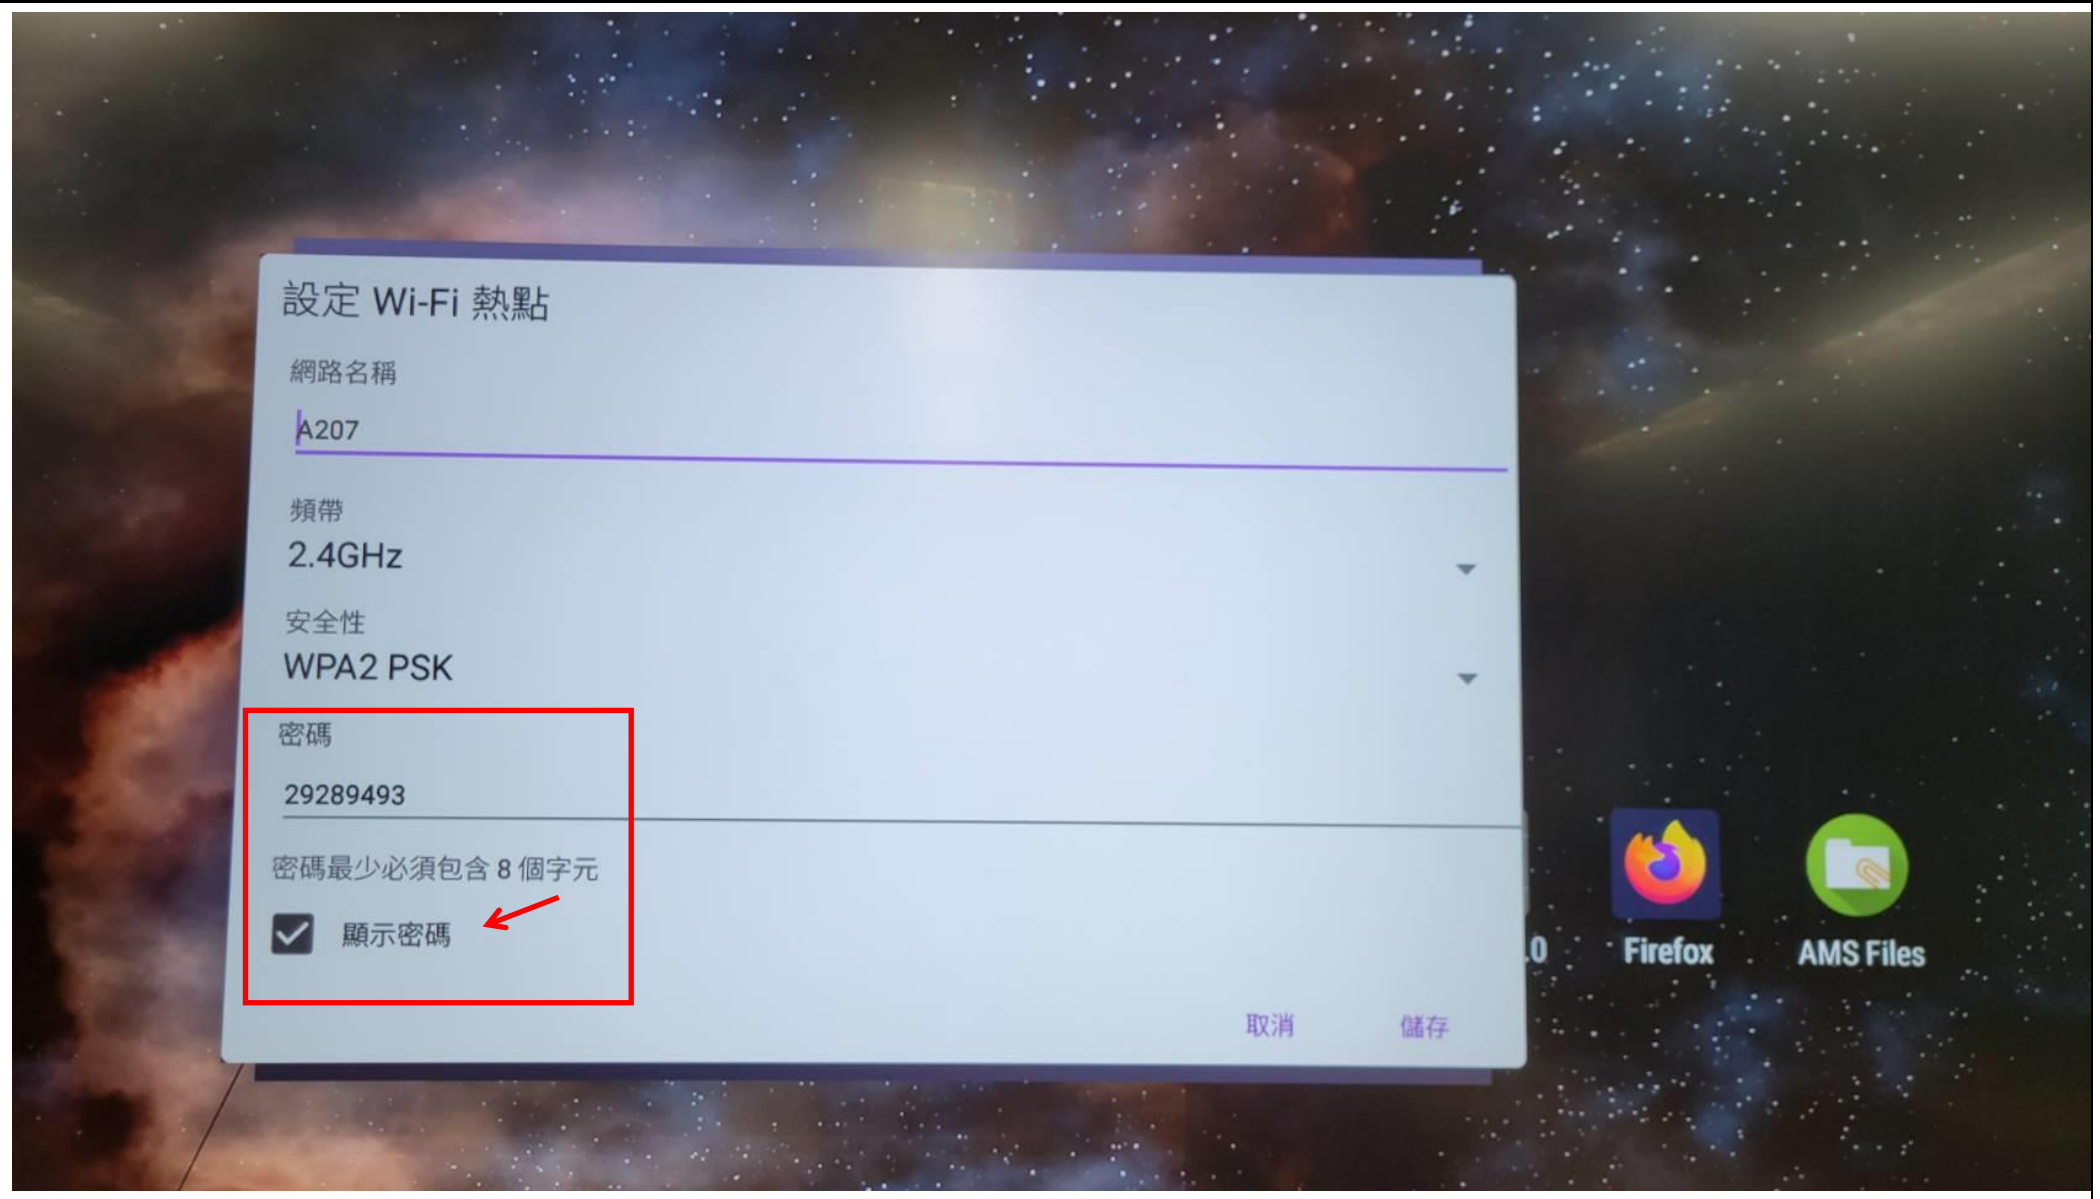 設定 Wi-Fi 熱點
網路名稱
A207
頻帶
2.4GHz
安全性
WPA2 PSK
密碼
29289493
密碼最少必須包含 8 個字元
顯示密碼
取消
儲存
.0
Firefox
AMS Files